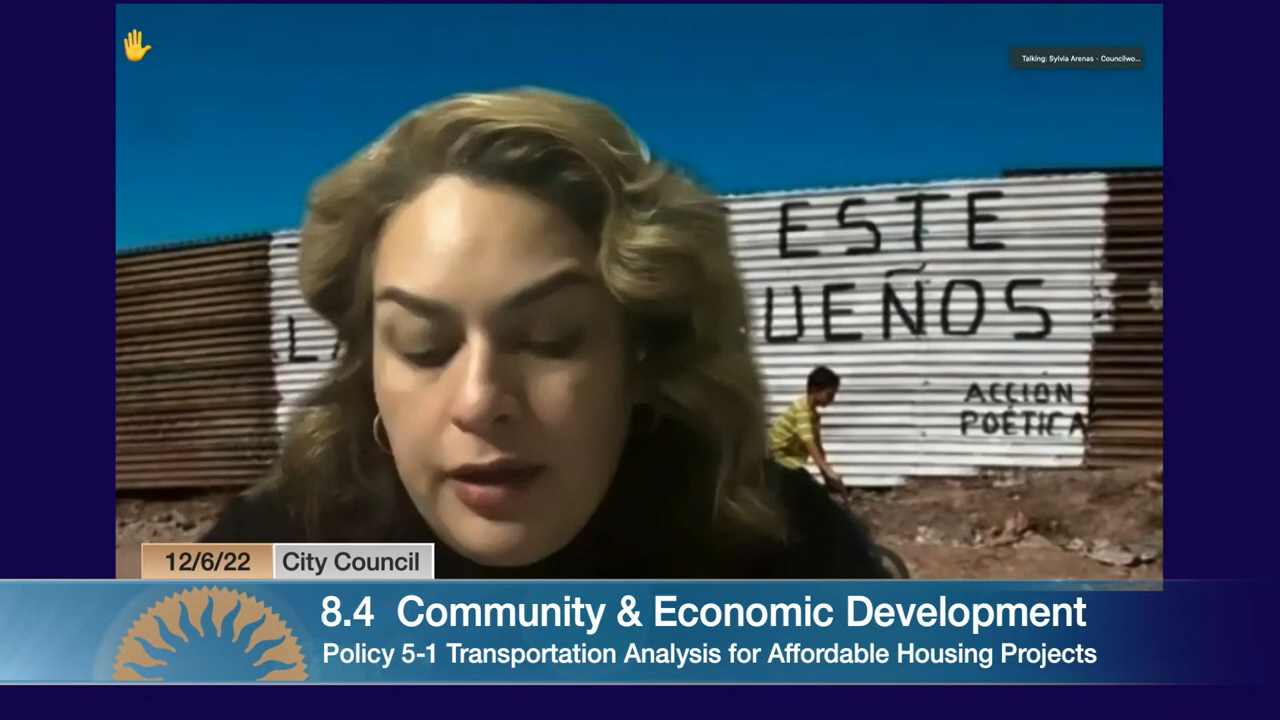 Talking: Sylvia Arenas - Councilwo...
ESTE
UEÑOS
ACCIÓN
POÉTICA
12/6/22 City Council
8.4 Community & Economic Development
Policy 5-1 Transportation Analysis for Affordable Housing Projects